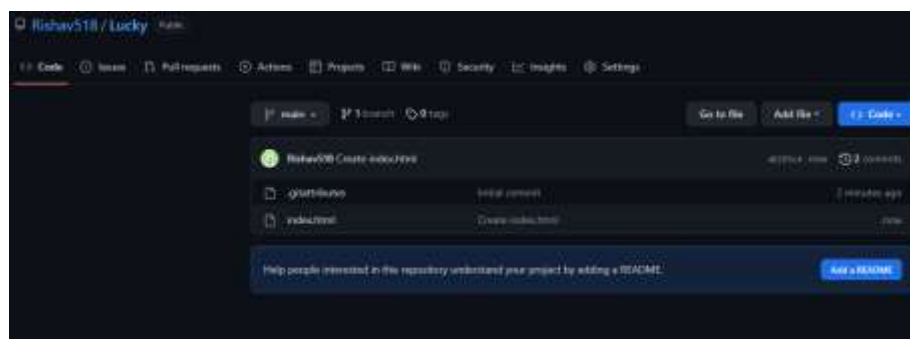 Rishav518 / Lucky Public
Code Issues Pull requests Actions Projects Wiki Security Insights Settings
main 1 branch 0 tags Go to file Add file Code
Rishav518 Create index.html now 2 commits
.gitattributes Initial commit 2 minutes ago
index.html Create index.html now
Help people interested in this repository understand your project by adding a README. Add a README